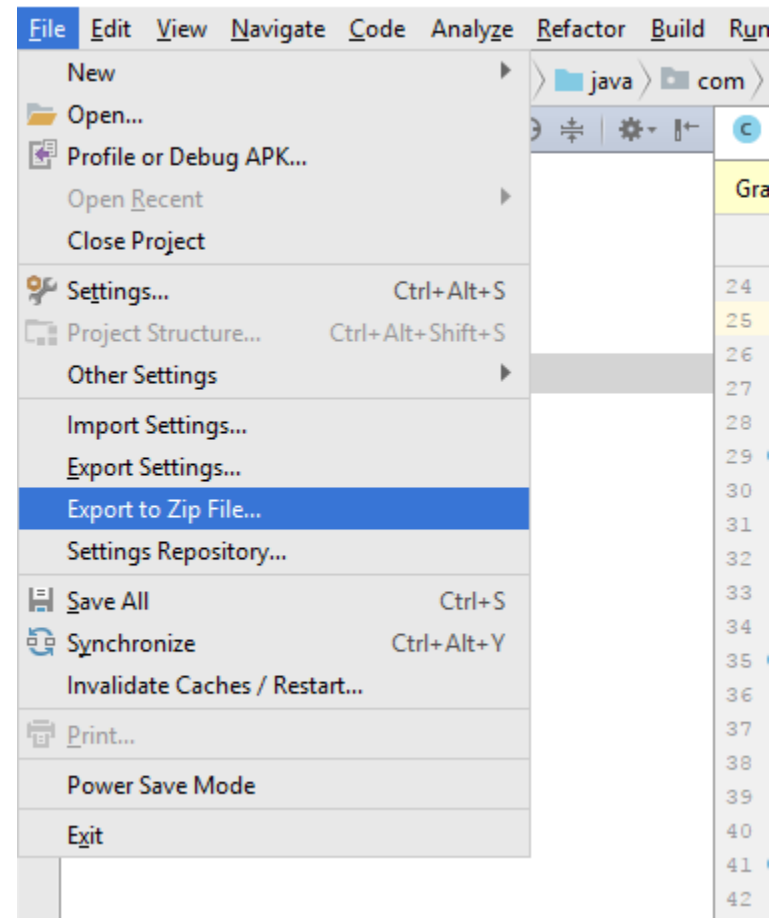 File Edit View Navigate Code Analyze Refactor Build Run
java com
New
Open...
Profile or Debug APK...
Open Recent
Close Project
Settings... Ctrl+Alt+S
Project Structure... Ctrl+Alt+Shift+S
Other Settings
Import Settings...
Export Settings...
Export to Zip File...
Settings Repository...
Save All Ctrl+S
Synchronize Ctrl+Alt+Y
Invalidate Caches / Restart...
Print...
Power Save Mode
Exit
C
Gra
24
25
26
27
28
29
30
31
32
33
34
35
36
37
38
39
40
41
42